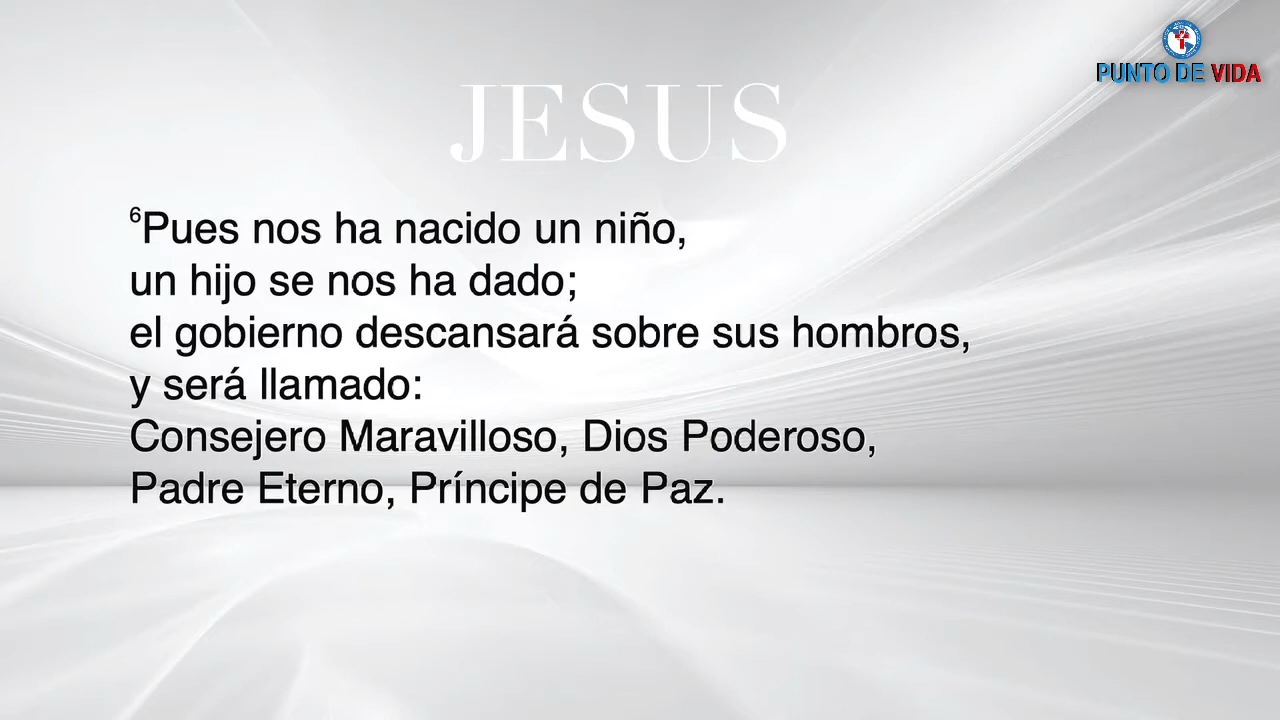 PUNTO DE VIDA
JESUS
⁶Pues nos ha nacido un niño,
un hijo se nos ha dado;
el gobierno descansará sobre sus hombros,
y será llamado:
Consejero Maravilloso, Dios Poderoso,
Padre Eterno, Príncipe de Paz.